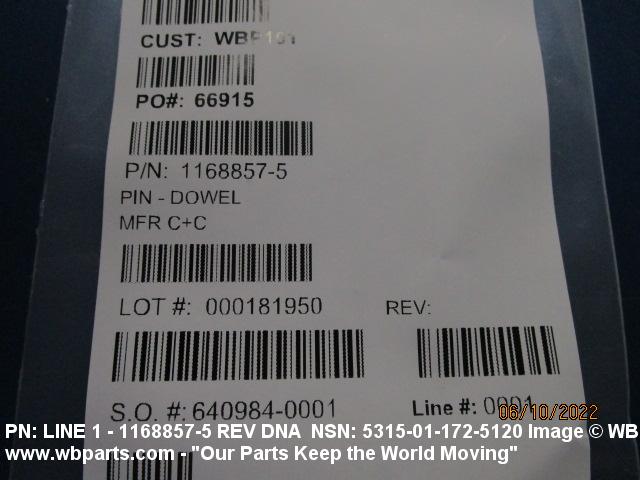 CUST: WBP101
PO#: 66915
P/N: 1168857-5
PIN - DOWEL
MFR C+C
LOT #: 000181950 REV:
S.O. #: 640984-0001 Line #: 0001
06/10/2022
PN: LINE 1 - 1168857-5 REV DNA NSN: 5315-01-172-5120 Image © WB
www.wbparts.com - "Our Parts Keep the World Moving"